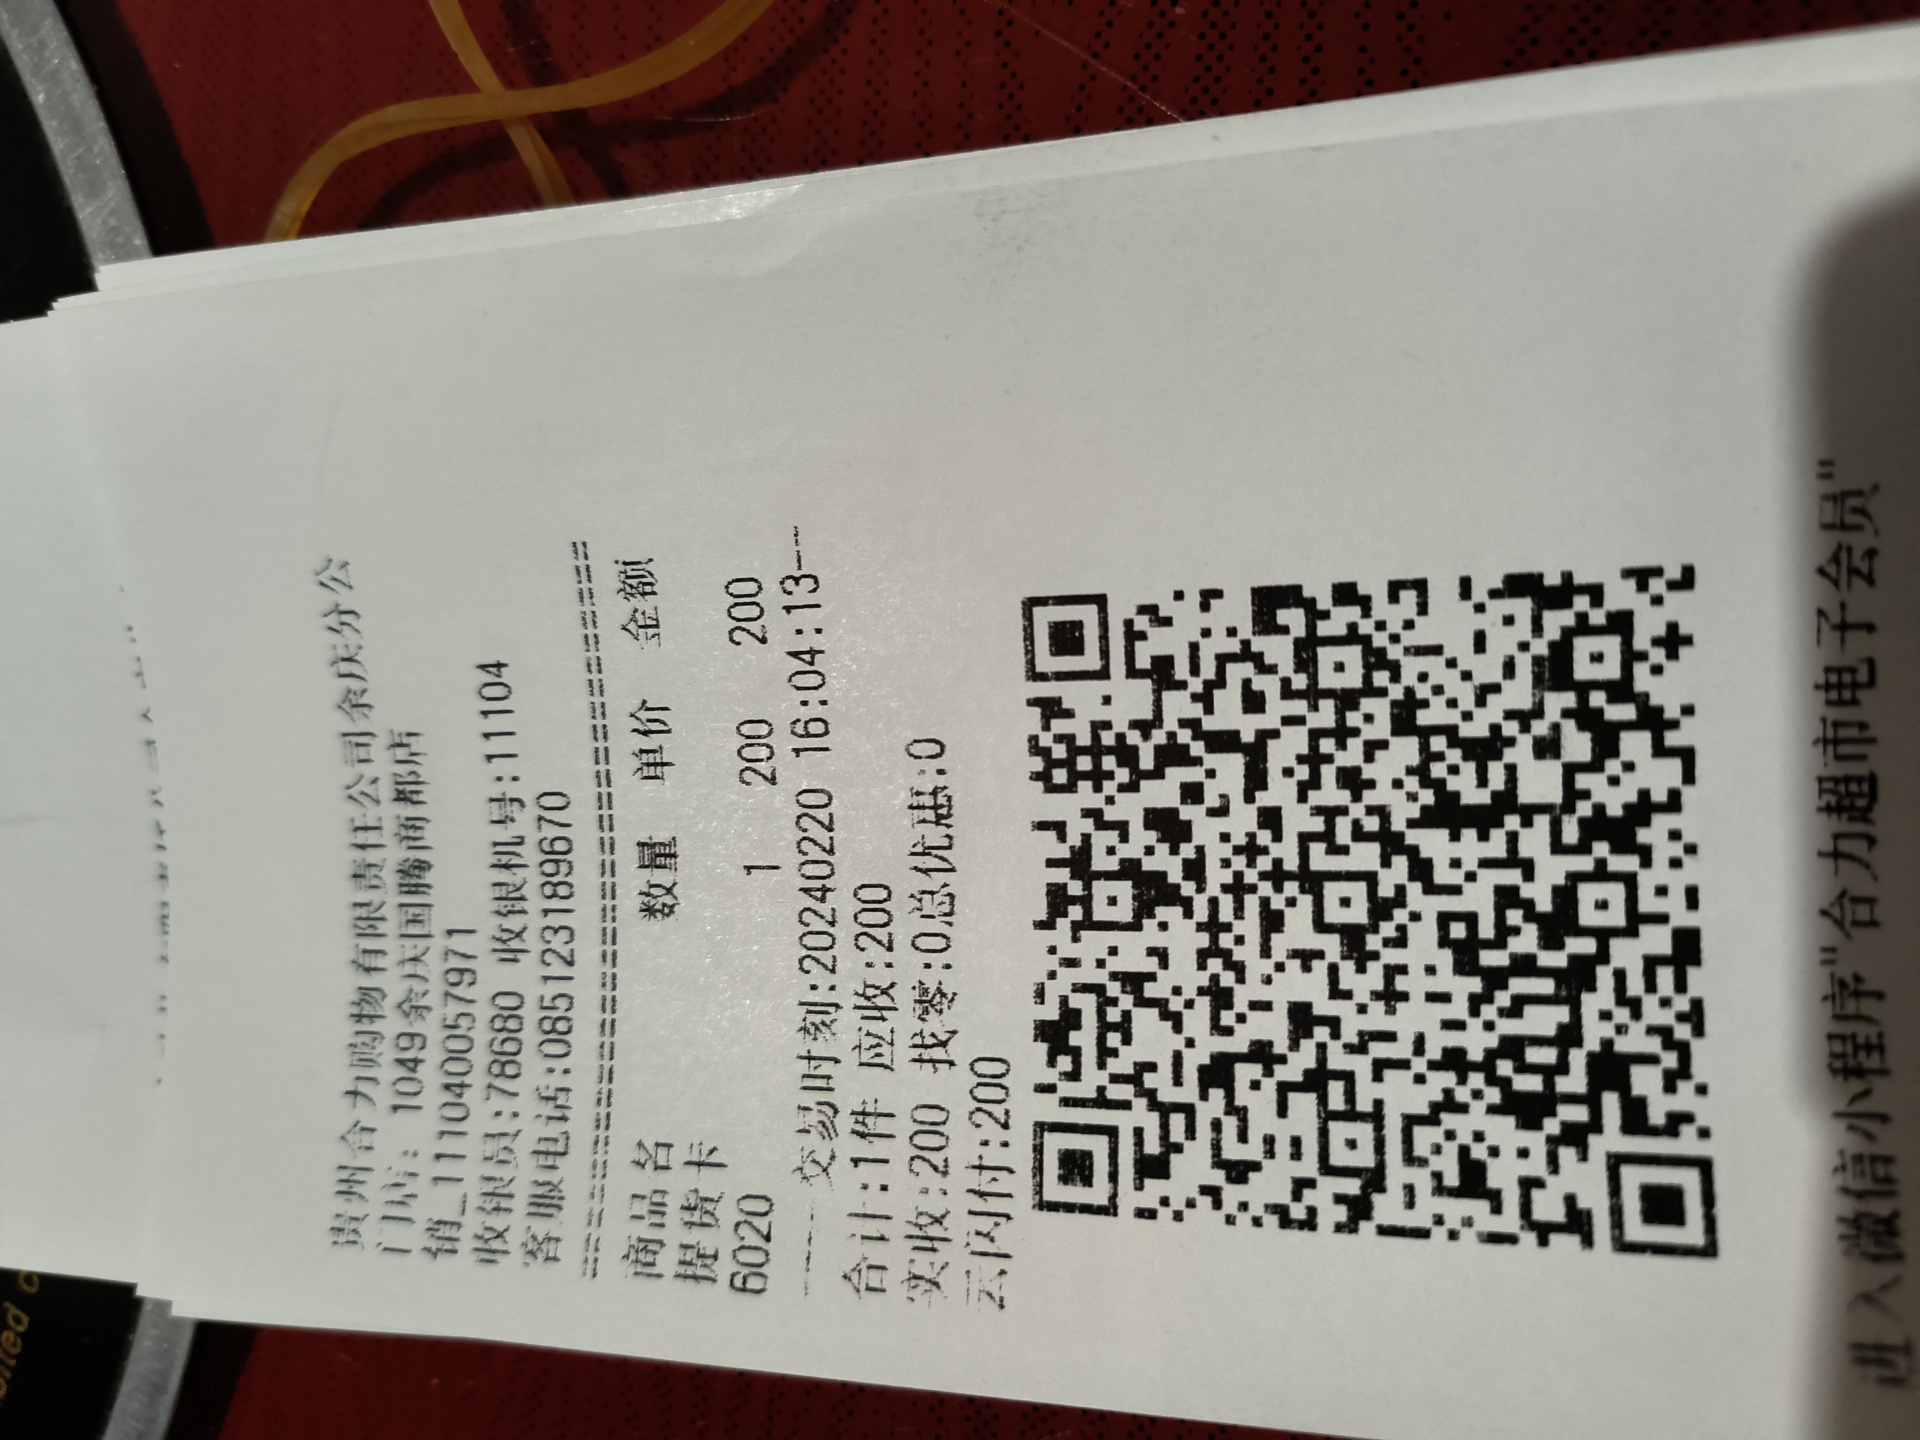 贵州合力购物有限责任公司余庆分公
门店: 1049余庆国腾商都店
销_1110400057971
收银员:78680 收银机号:11104
客服电话:085123189670
商品名 数量 单价 金额
提货卡
6020 1 200 200
----交易时刻:20240220 16:04:13--
合计:1件 应收:200
实收:200 找零:0总优惠:0
云闪付:200
进入微信小程序"合力超市电子会员"